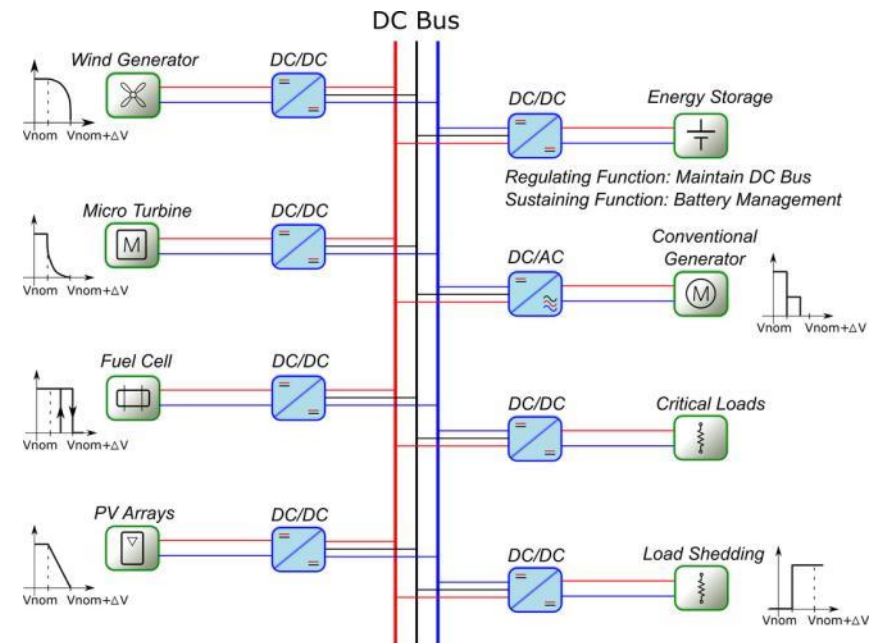 DC Bus
Wind Generator
DC/DC
Vnom Vnom+ΔV
Micro Turbine
DC/DC
M
Vnom Vnom+ΔV
Fuel Cell
DC/DC
Vnom Vnom+ΔV
PV Arrays
DC/DC
Vnom Vnom+ΔV
DC/DC
Energy Storage
Regulating Function: Maintain DC Bus
Sustaining Function: Battery Management
DC/AC
Conventional
Generator
M
Vnom Vnom+ΔV
DC/DC
Critical Loads
DC/DC
Load Shedding
Vnom Vnom+ΔV